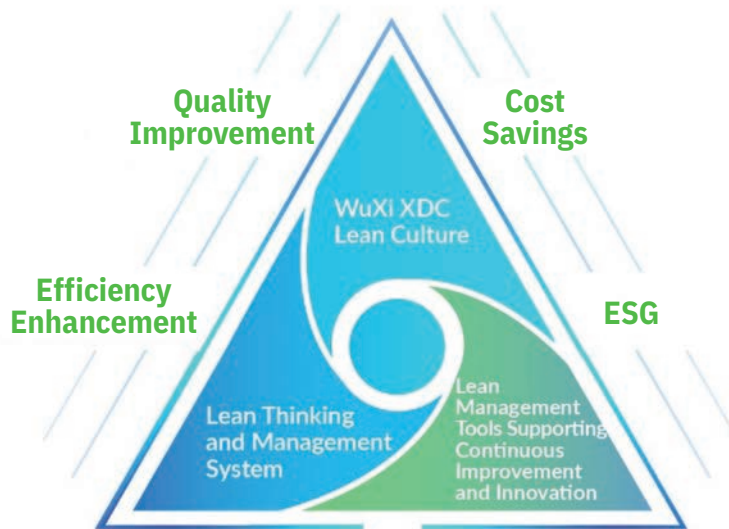 Quality
Improvement
Cost
Savings
WuXi XDC
Lean Culture
Efficiency
Enhancement
ESG
Lean Thinking
and Management
System
Lean
Management
Tools Supporting
Continuous
Improvement
and Innovation